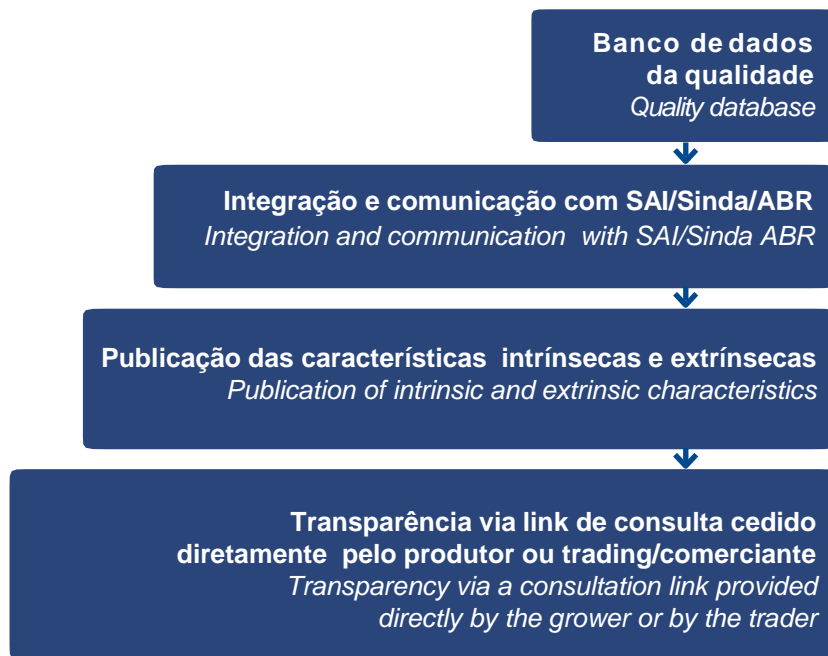 Banco de dados
da qualidade
Quality database
Integração e comunicação com SAI/Sinda/ABR
Integration and communication with SAI/Sinda ABR
Publicação das características intrínsecas e extrínsecas
Publication of intrinsic and extrinsic characteristics
Transparência via link de consulta cedido
diretamente pelo produtor ou trading/comerciante
Transparency via a consultation link provided
directly by the grower or by the trader